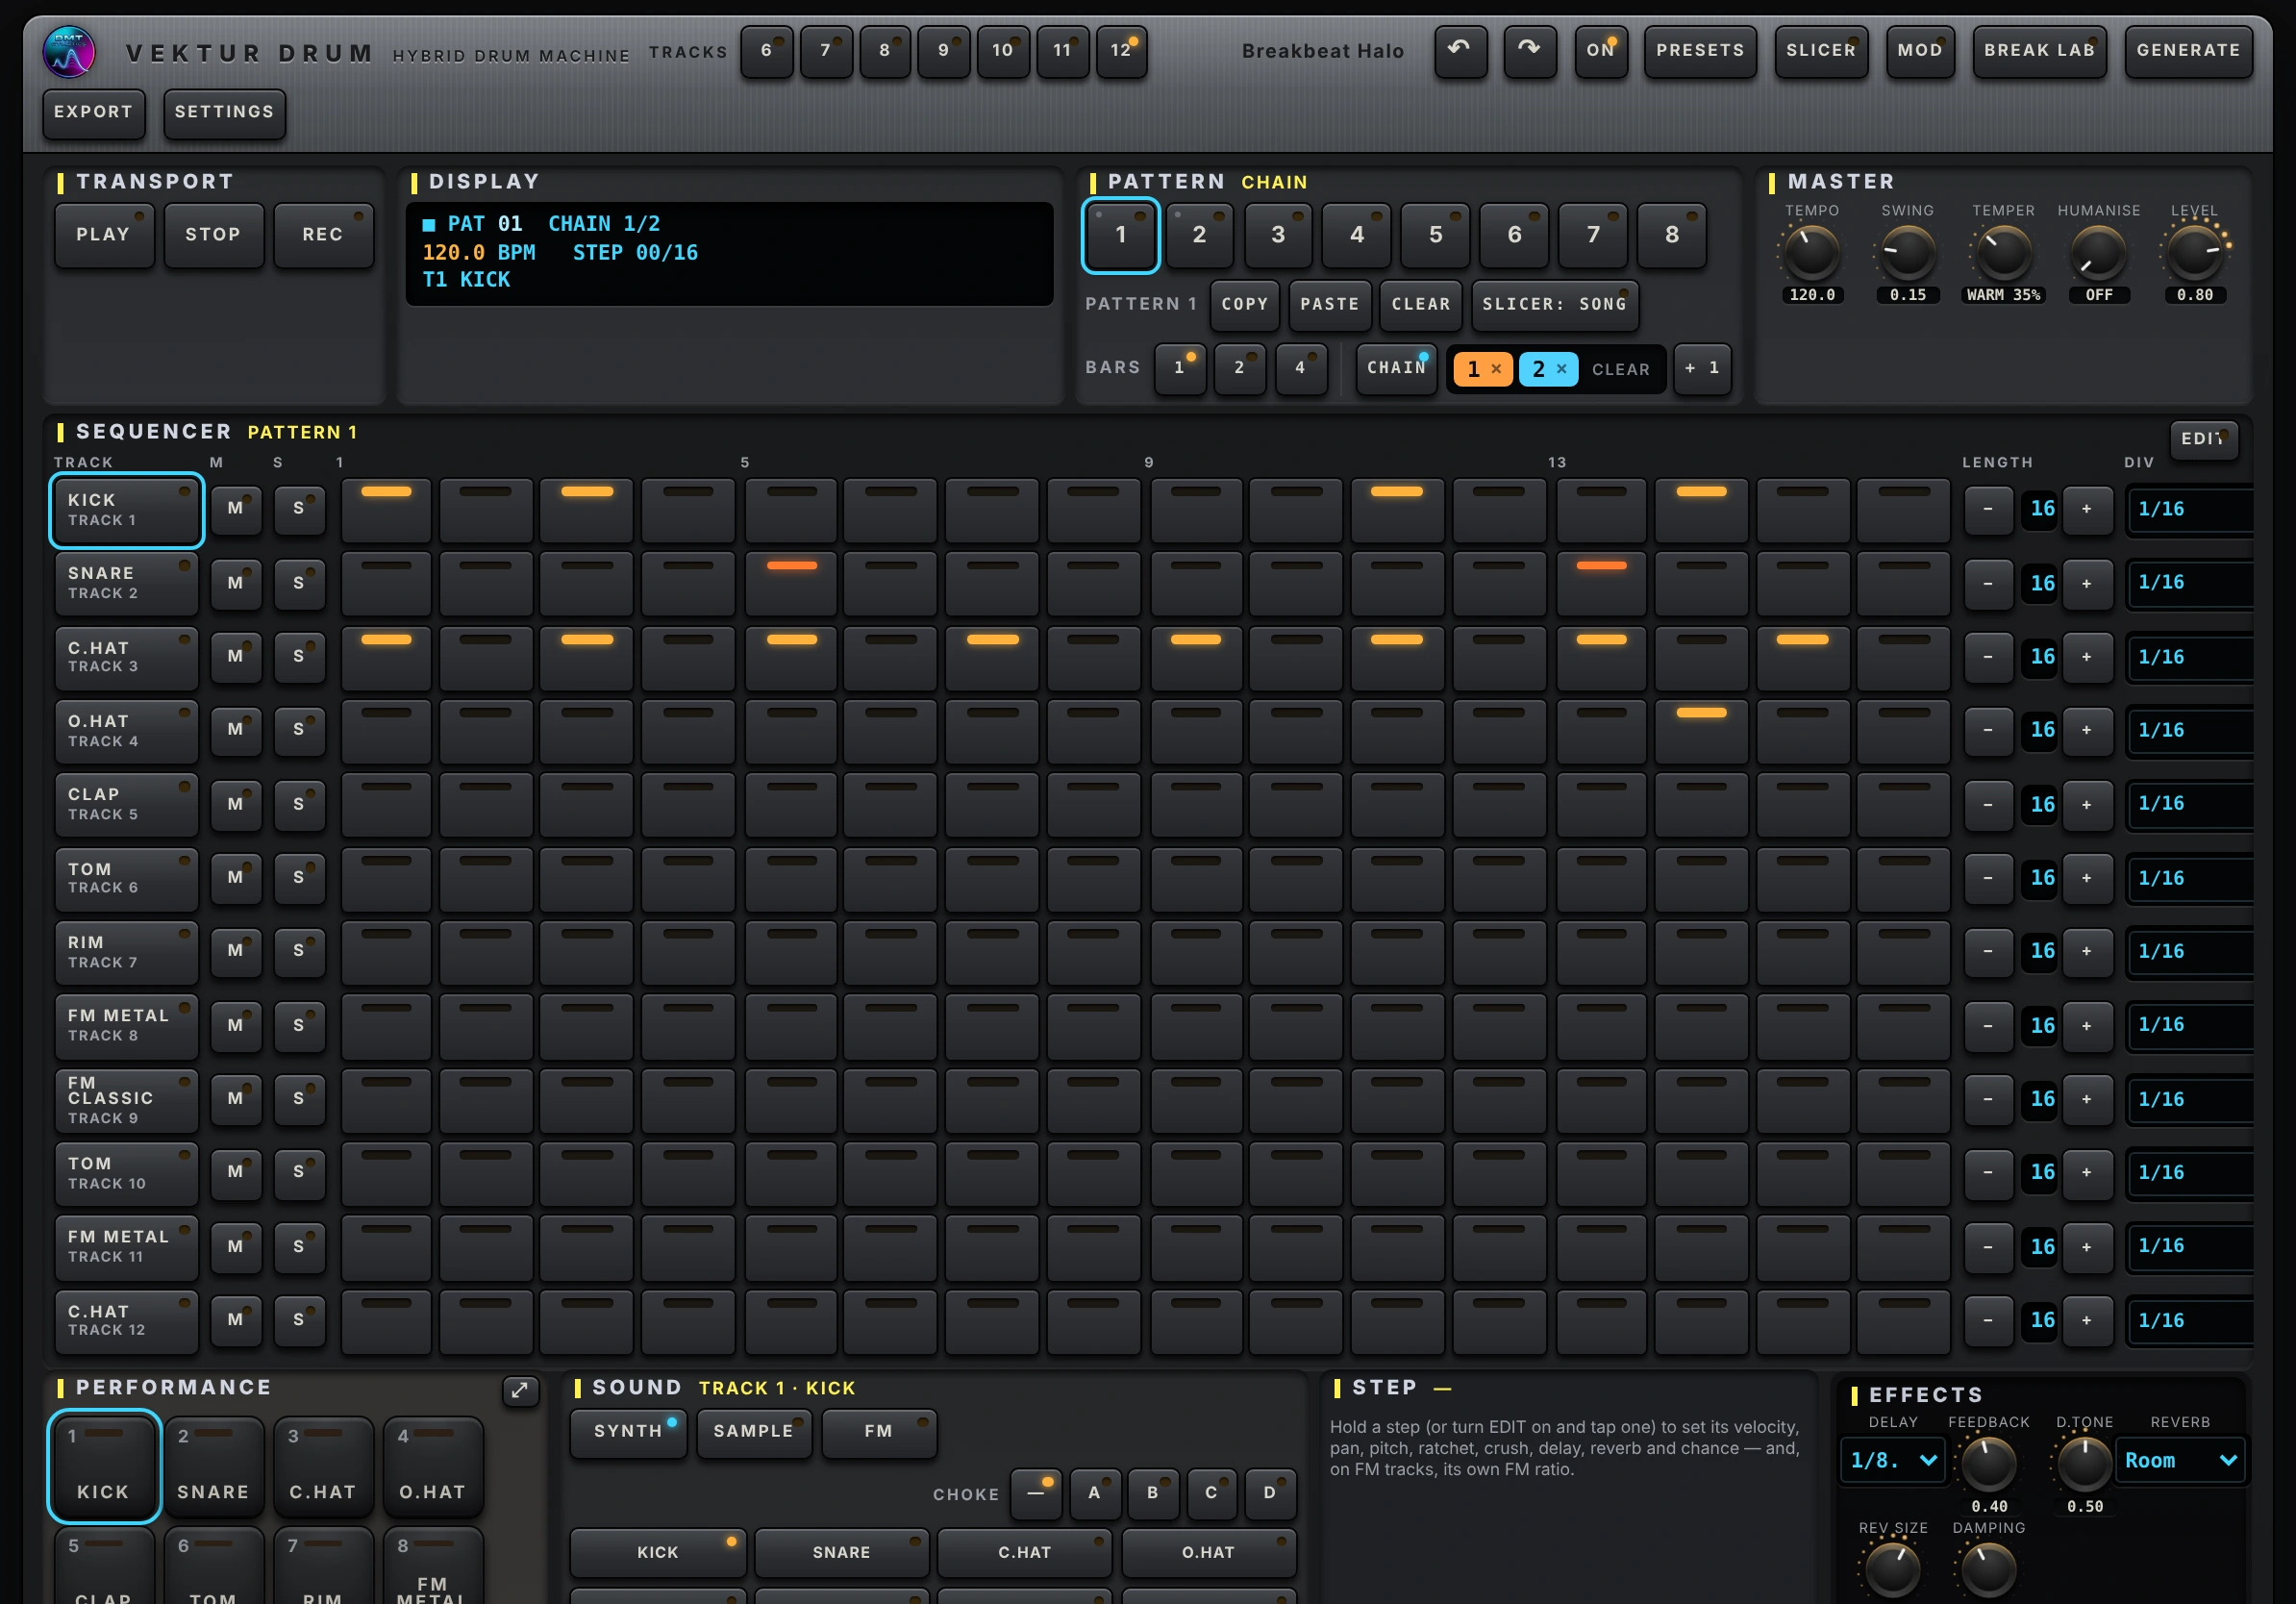 VEKTUR DRUM HYBRID DRUM MACHINE TRACKS 6 7 8 9 10 11 12 Breakbeat Halo ↶ ↷ ON PRESETS SLICER MOD BREAK LAB GENERATE
EXPORT SETTINGS
TRANSPORT
PLAY STOP REC
DISPLAY
■ PAT 01 CHAIN 1/2
120.0 BPM STEP 00/16
T1 KICK
PATTERN CHAIN
1 2 3 4 5 6 7 8
PATTERN 1 COPY PASTE CLEAR SLICER: SONG
BARS 1 2 4 CHAIN 1 × 2 × CLEAR + 1
MASTER
TEMPO SWING TEMPER HUMANISE LEVEL
120.0 0.15 WARM 35% OFF 0.80
SEQUENCER PATTERN 1 EDIT
TRACK M S 1 5 9 13 LENGTH DIV
KICK
TRACK 1 M S − 16 + 1/16
SNARE
TRACK 2 M S − 16 + 1/16
C.HAT
TRACK 3 M S − 16 + 1/16
O.HAT
TRACK 4 M S − 16 + 1/16
CLAP
TRACK 5 M S − 16 + 1/16
TOM
TRACK 6 M S − 16 + 1/16
RIM
TRACK 7 M S − 16 + 1/16
FM METAL
TRACK 8 M S − 16 + 1/16
FM
CLASSIC
TRACK 9 M S − 16 + 1/16
TOM
TRACK 10 M S − 16 + 1/16
FM METAL
TRACK 11 M S − 16 + 1/16
C.HAT
TRACK 12 M S − 16 + 1/16
PERFORMANCE
1 2 3 4
KICK SNARE C.HAT O.HAT
5 6 7 8
CLAP TOM RIM FM
METAL
SOUND TRACK 1 · KICK
SYNTH SAMPLE FM
CHOKE — A B C D
KICK SNARE C.HAT O.HAT
STEP —
Hold a step (or turn EDIT on and tap one) to set its velocity,
pan, pitch, ratchet, crush, delay, reverb and chance — and,
on FM tracks, its own FM ratio.
EFFECTS
DELAY FEEDBACK D.TONE REVERB
1/8. Room
0.40 0.50
REV SIZE DAMPING